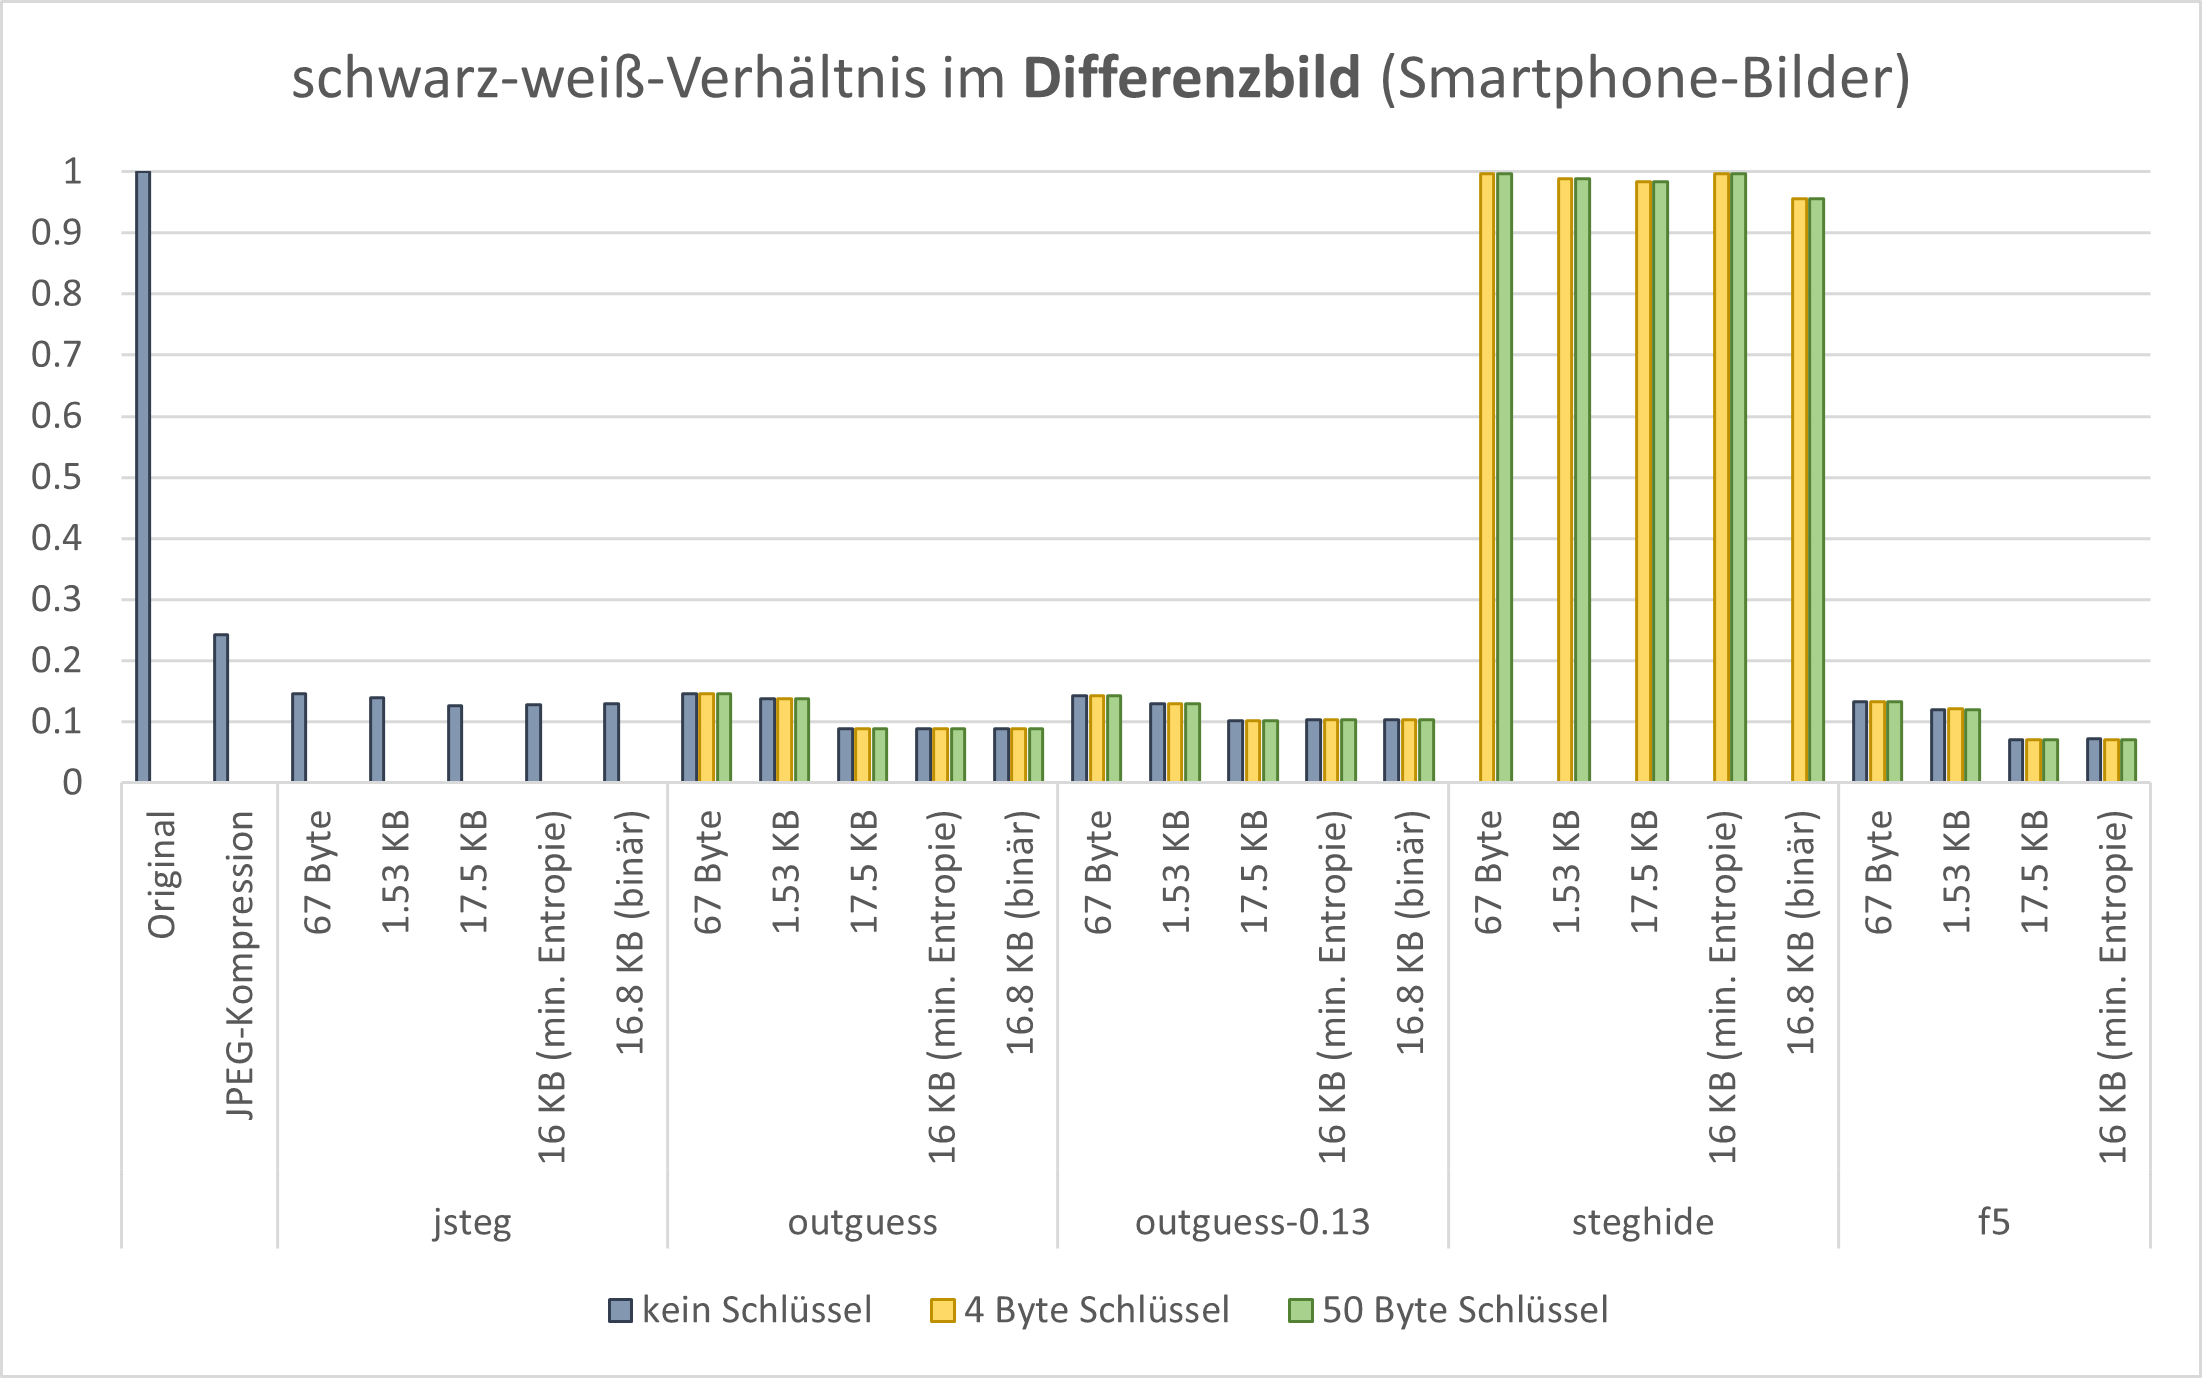 schwarz-weiß-Verhältnis im Differenzbild (Smartphone-Bilder)
1
0.9
0.8
0.7
0.6
0.5
0.4
0.3
0.2
0.1
0
Original
JPEG-Kompression
67 Byte
1.53 KB
17.5 KB
16 KB (min. Entropie)
16.8 KB (binär)
67 Byte
1.53 KB
17.5 KB
16 KB (min. Entropie)
16.8 KB (binär)
67 Byte
1.53 KB
17.5 KB
16 KB (min. Entropie)
16.8 KB (binär)
67 Byte
1.53 KB
17.5 KB
16 KB (min. Entropie)
16.8 KB (binär)
67 Byte
1.53 KB
17.5 KB
16 KB (min. Entropie)
jsteg
outguess
outguess-0.13
steghide
f5
kein Schlüssel
4 Byte Schlüssel
50 Byte Schlüssel